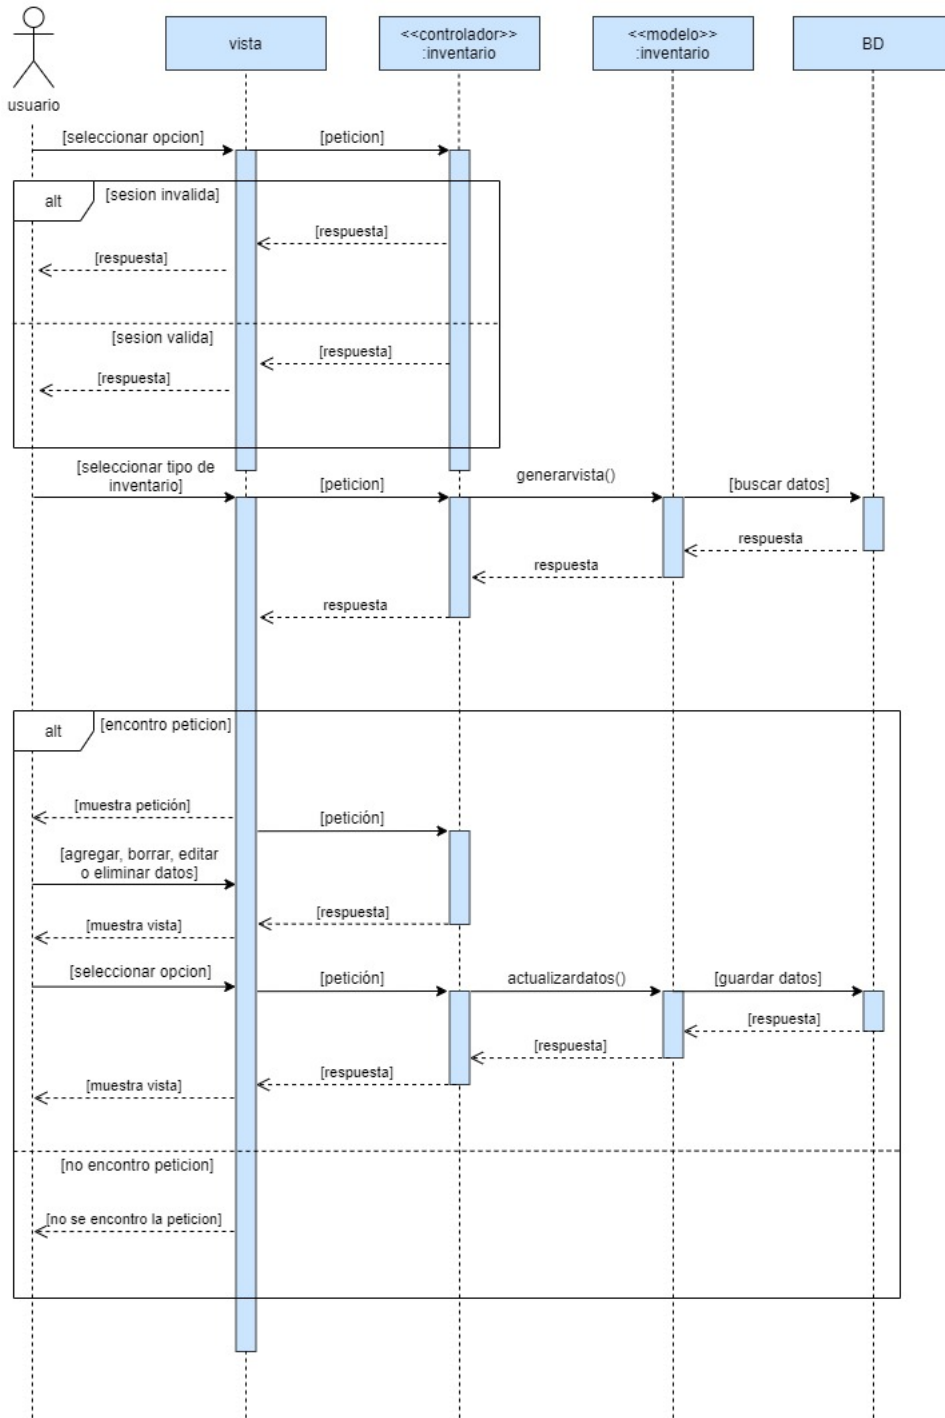 <<controlador>>
:inventario
<<modelo>>
:inventario
vista
BD
usuario
[seleccionar opcion]
[peticion]
alt
[sesion invalida]
[respuesta]
[respuesta]
[sesion valida]
[respuesta]
[respuesta]
[seleccionar tipo de
inventario]
[peticion]
generarvista()
[buscar datos]
respuesta
respuesta
respuesta
alt
[encontro peticion]
[muestra petición]
[petición]
[agregar, borrar, editar
o eliminar datos]
[respuesta]
[muestra vista]
[seleccionar opcion]
[petición]
actualizardatos()
[guardar datos]
[respuesta]
[respuesta]
[respuesta]
[muestra vista]
[no encontro peticion]
[no se encontro la peticion]